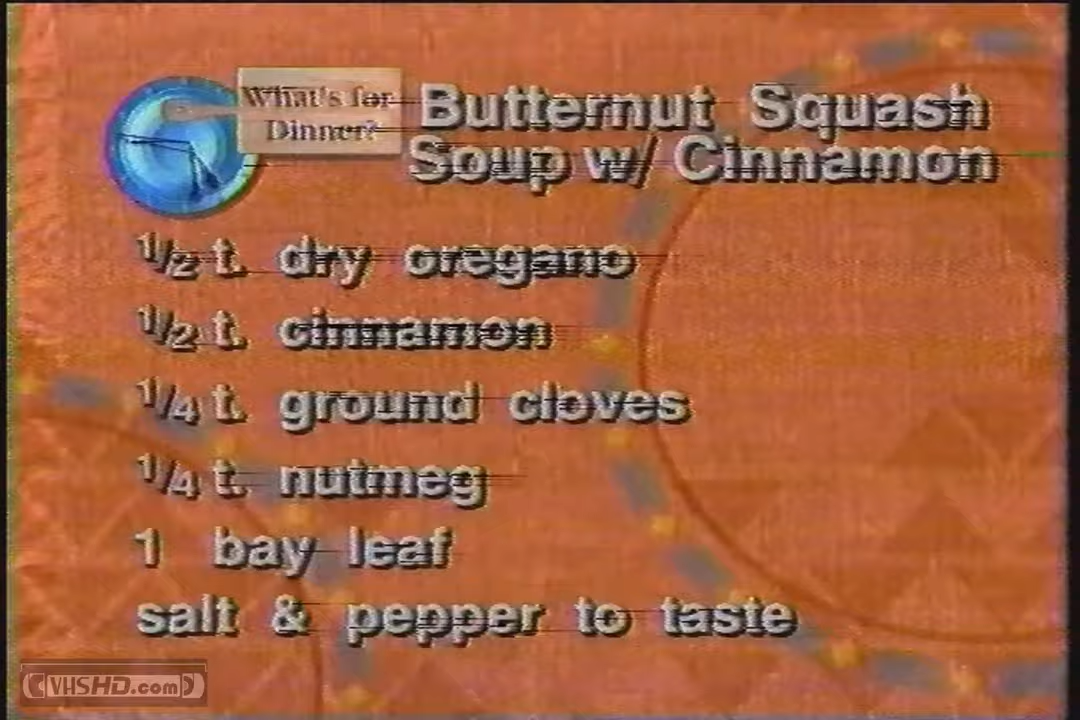 What's for
Dinner?
Butternut Squash
Soup w/ Cinnamon
½ t. dry oregano
½ t. cinnamon
¼ t. ground cloves
¼ t. nutmeg
1 bay leaf
salt & pepper to taste
VHSHD.com